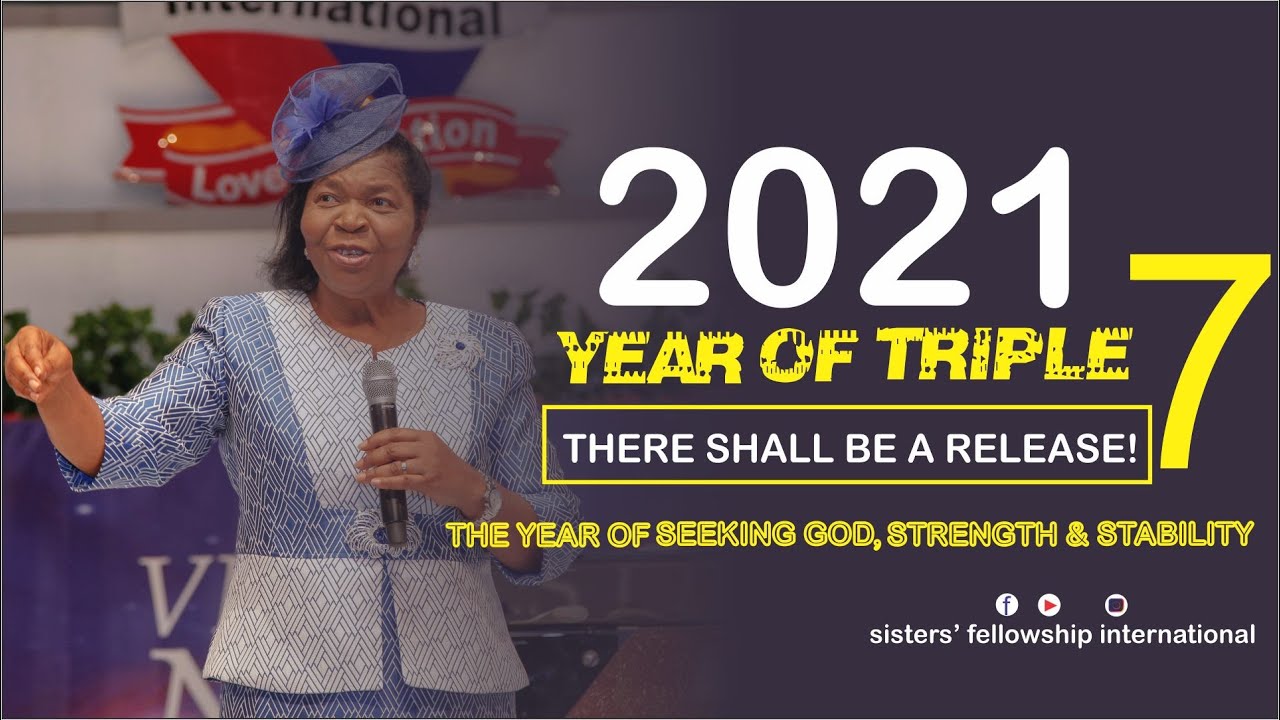 International
Love
2021
YEAR OF TRIPLE 7
THERE SHALL BE A RELEASE!
THE YEAR OF SEEKING GOD, STRENGTH & STABILITY
sisters' fellowship international